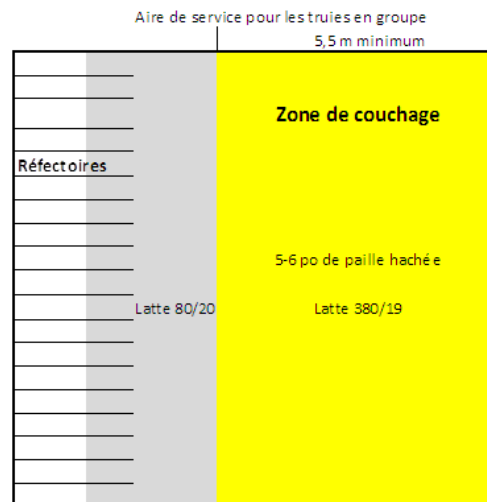 Aire de service pour les truies en groupe
5,5 m minimum
Zone de couchage
Réfectoires
5-6 po de paille hachée
Latte 80/20
Latte 380/19